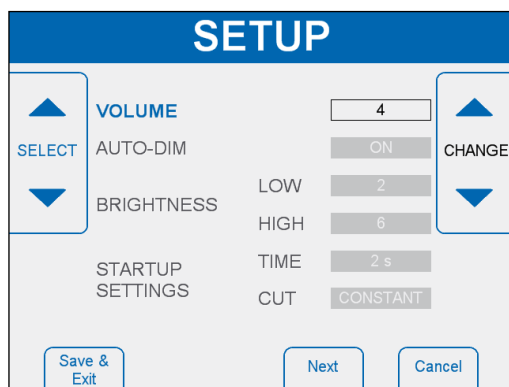 SETUP
VOLUME 4
SELECT AUTO-DIM ON CHANGE
LOW 2
BRIGHTNESS
HIGH 6
TIME 2 s
STARTUP
SETTINGS
CUT CONSTANT
Save &
Exit
Next
Cancel